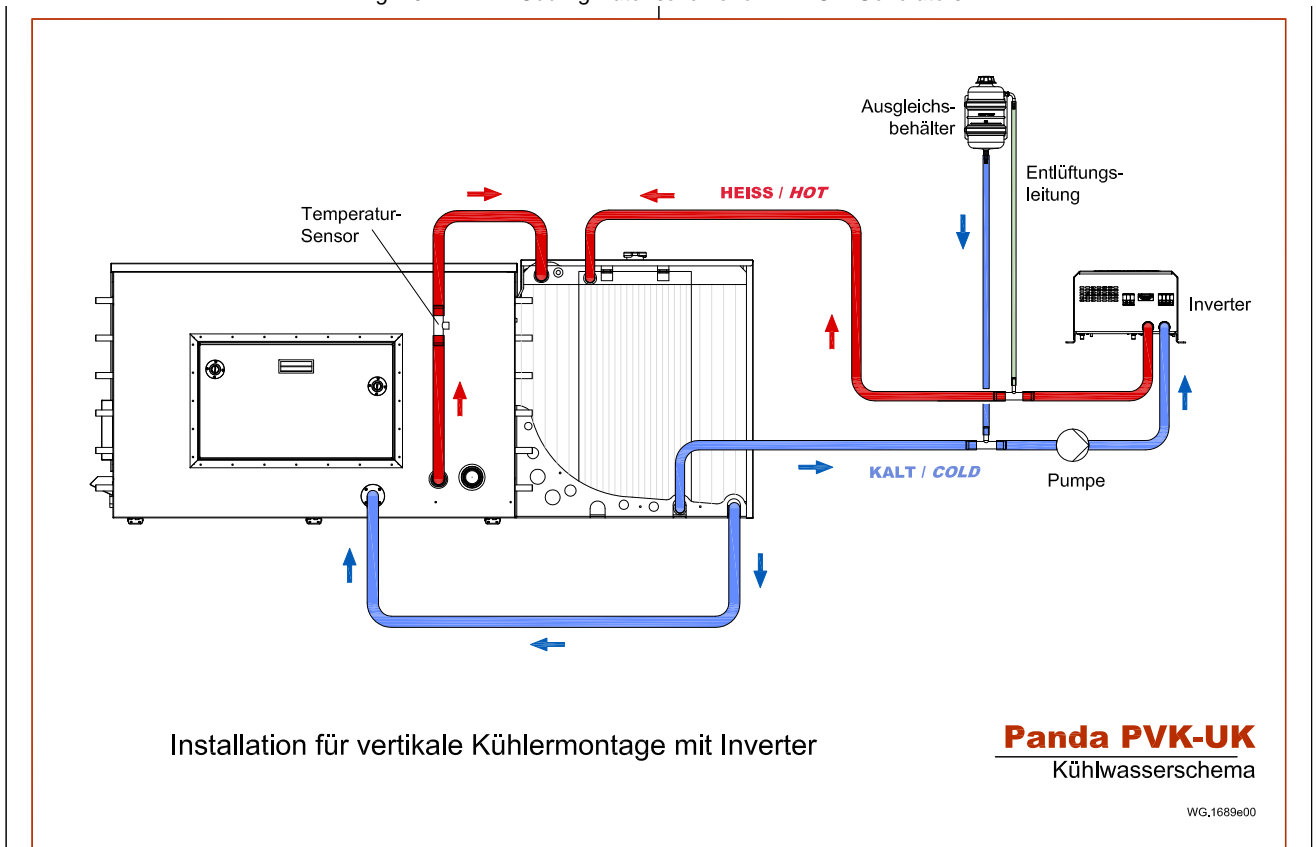 Ausgleichs-
behälter
Entlüftungs-
leitung
HEISS / HOT
Temperatur-
Sensor
Inverter
KALT / COLD
Pumpe
Installation für vertikale Kühlermontage mit Inverter
Panda PVK-UK
Kühlwasserschema
WG.1689e00